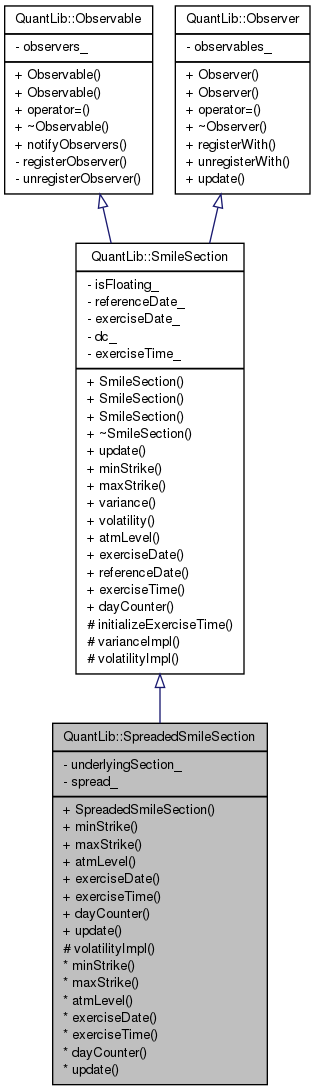 QuantLib::Observable
- observers_
+ Observable()
+ Observable()
+ operator=()
+ ~Observable()
+ notifyObservers()
- registerObserver()
- unregisterObserver()
QuantLib::Observer
- observables_
+ Observer()
+ Observer()
+ operator=()
+ ~Observer()
+ registerWith()
+ unregisterWith()
+ update()
QuantLib::SmileSection
- isFloating_
- referenceDate_
- exerciseDate_
- dc_
- exerciseTime_
+ SmileSection()
+ SmileSection()
+ SmileSection()
+ ~SmileSection()
+ update()
+ minStrike()
+ maxStrike()
+ variance()
+ volatility()
+ atmLevel()
+ exerciseDate()
+ referenceDate()
+ exerciseTime()
+ dayCounter()
# initializeExerciseTime()
# varianceImpl()
# volatilityImpl()
QuantLib::SpreadedSmileSection
- underlyingSection_
- spread_
+ SpreadedSmileSection()
+ minStrike()
+ maxStrike()
+ atmLevel()
+ exerciseDate()
+ exerciseTime()
+ dayCounter()
+ update()
# volatilityImpl()
* minStrike()
* maxStrike()
* atmLevel()
* exerciseDate()
* exerciseTime()
* dayCounter()
* update()